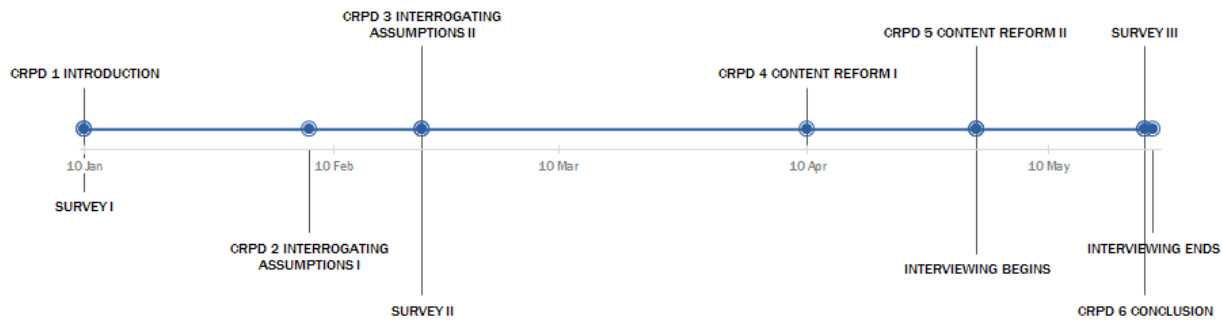 CRPD 3 INTERROGATING
ASSUMPTIONS II
CRPD 5 CONTENT REFORM II
SURVEY III
CRPD 1 INTRODUCTION
CRPD 4 CONTENT REFORM I
10 Jan
10 Feb
10 Mar
10 Apr
10 May
SURVEY I
CRPD 2 INTERROGATING
ASSUMPTIONS I
INTERVIEWING BEGINS
INTERVIEWING ENDS
SURVEY II
CRPD 6 CONCLUSION